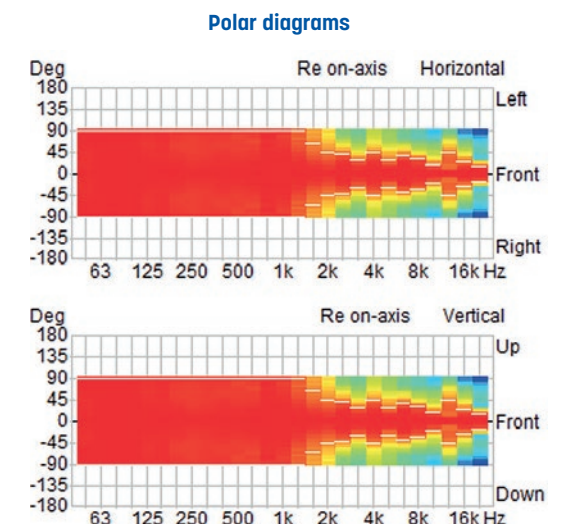 Polar diagrams
Deg Re on-axis Horizontal
180
135
90
45
0
-45
-90
-135
-180
Left
Front
Right
63 125 250 500 1k 2k 4k 8k 16k Hz
Deg Re on-axis Vertical
180
135
90
45
0
-45
-90
-135
-180
Up
Front
Down
63 125 250 500 1k 2k 4k 8k 16k Hz